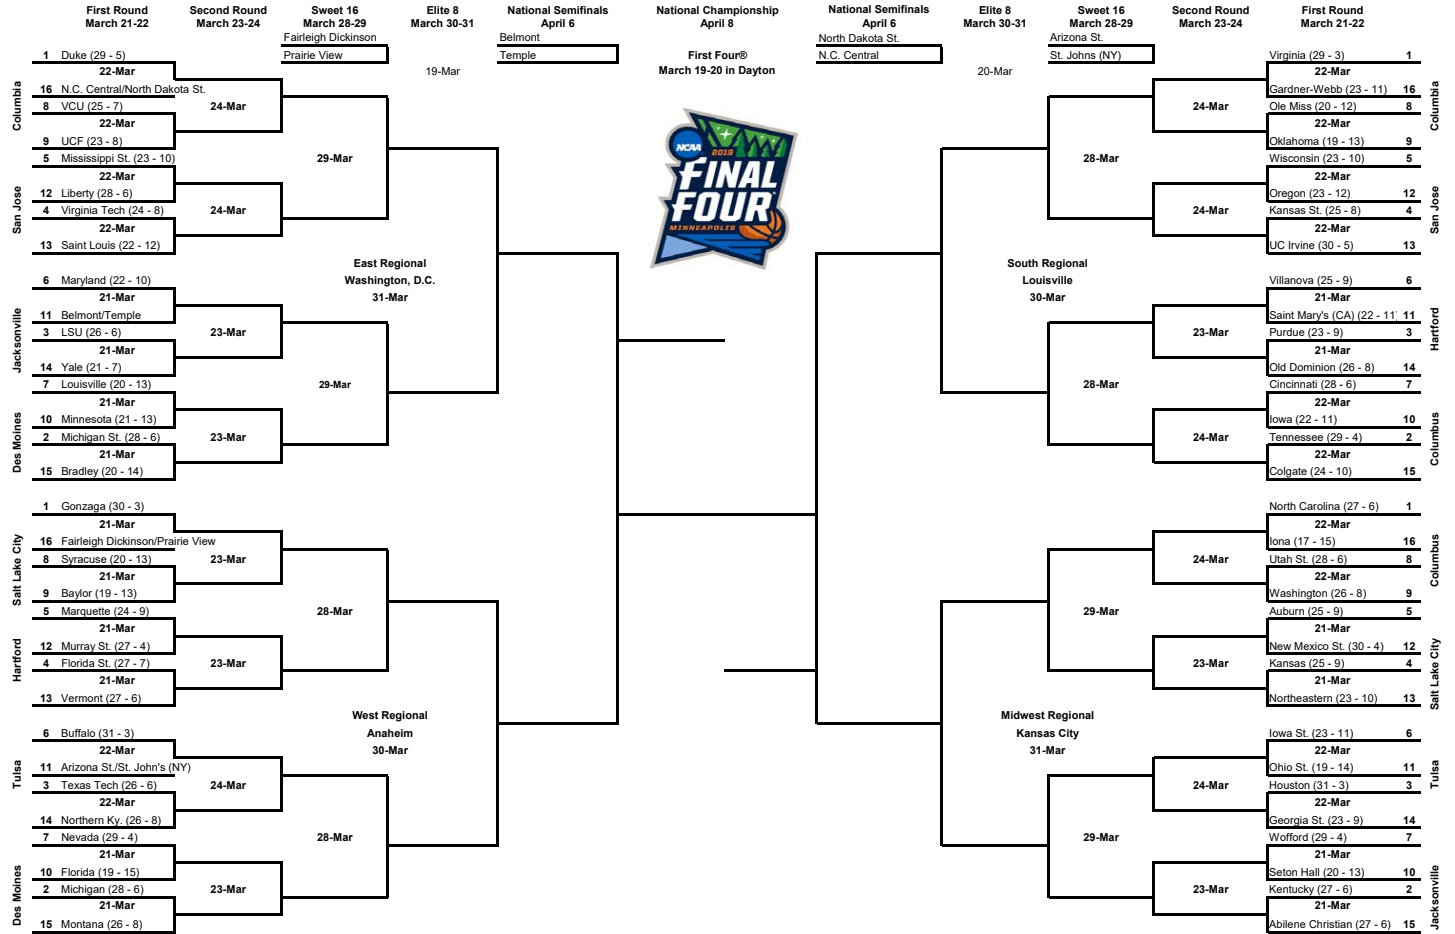 First Round
March 21-22
Second Round
March 23-24
Sweet 16
March 28-29
Elite 8
March 30-31
National Semifinals
April 6
National Championship
April 8
National Semifinals
April 6
Elite 8
March 30-31
Sweet 16
March 28-29
Second Round
March 23-24
First Round
March 21-22
Fairleigh Dickinson
Prairie View
19-Mar
Belmont
Temple
First Four®
March 19-20 in Dayton
North Dakota St.
N.C. Central
20-Mar
Arizona St.
St. Johns (NY)
Columbia
1 Duke (29 - 5)
22-Mar
16 N.C. Central/North Dakota St.
24-Mar
8 VCU (25 - 7)
22-Mar
9 UCF (23 - 8)
29-Mar
San Jose
5 Mississippi St. (23 - 10)
22-Mar
12 Liberty (28 - 6)
24-Mar
4 Virginia Tech (24 - 8)
22-Mar
13 Saint Louis (22 - 12)
East Regional
Washington, D.C.
31-Mar
Jacksonville
6 Maryland (22 - 10)
21-Mar
11 Belmont/Temple
23-Mar
3 LSU (26 - 6)
21-Mar
14 Yale (21 - 7)
29-Mar
Des Moines
7 Louisville (20 - 13)
21-Mar
10 Minnesota (21 - 13)
23-Mar
2 Michigan St. (28 - 6)
21-Mar
15 Bradley (20 - 14)
Salt Lake City
1 Gonzaga (30 - 3)
21-Mar
16 Fairleigh Dickinson/Prairie View
23-Mar
8 Syracuse (20 - 13)
21-Mar
9 Baylor (19 - 13)
28-Mar
Hartford
5 Marquette (24 - 9)
21-Mar
12 Murray St. (27 - 4)
23-Mar
4 Florida St. (27 - 7)
21-Mar
13 Vermont (27 - 6)
West Regional
Anaheim
30-Mar
Tulsa
6 Buffalo (31 - 3)
22-Mar
11 Arizona St./St. John's (NY)
24-Mar
3 Texas Tech (26 - 6)
22-Mar
14 Northern Ky. (26 - 8)
28-Mar
Des Moines
7 Nevada (29 - 4)
21-Mar
10 Florida (19 - 15)
23-Mar
2 Michigan (28 - 6)
21-Mar
15 Montana (26 - 8)
NCAA
2019
FINAL
FOUR
MINNEAPOLIS
Virginia (29 - 3) 1
22-Mar
Gardner-Webb (23 - 11) 16
24-Mar
Ole Miss (20 - 12) 8
22-Mar
Oklahoma (19 - 13) 9
Columbia
28-Mar
Wisconsin (23 - 10) 5
22-Mar
Oregon (23 - 12) 12
24-Mar
Kansas St. (25 - 8) 4
22-Mar
UC Irvine (30 - 5) 13
San Jose
South Regional
Louisville
30-Mar
Villanova (25 - 9) 6
21-Mar
Saint Mary's (CA) (22 - 11) 11
23-Mar
Purdue (23 - 9) 3
21-Mar
Old Dominion (26 - 8) 14
Hartford
28-Mar
Cincinnati (28 - 6) 7
22-Mar
Iowa (22 - 11) 10
24-Mar
Tennessee (29 - 4) 2
22-Mar
Colgate (24 - 10) 15
Columbus
North Carolina (27 - 6) 1
22-Mar
Iona (17 - 15) 16
24-Mar
Utah St. (28 - 6) 8
22-Mar
Washington (26 - 8) 9
Columbus
29-Mar
Auburn (25 - 9) 5
21-Mar
New Mexico St. (30 - 4) 12
23-Mar
Kansas (25 - 9) 4
21-Mar
Northeastern (23 - 10) 13
Salt Lake City
Midwest Regional
Kansas City
31-Mar
Iowa St. (23 - 11) 6
22-Mar
Ohio St. (19 - 14) 11
24-Mar
Houston (31 - 3) 3
22-Mar
Georgia St. (23 - 9) 14
Tulsa
29-Mar
Wofford (29 - 4) 7
21-Mar
Seton Hall (20 - 13) 10
23-Mar
Kentucky (27 - 6) 2
21-Mar
Abilene Christian (27 - 6) 15
Jacksonville